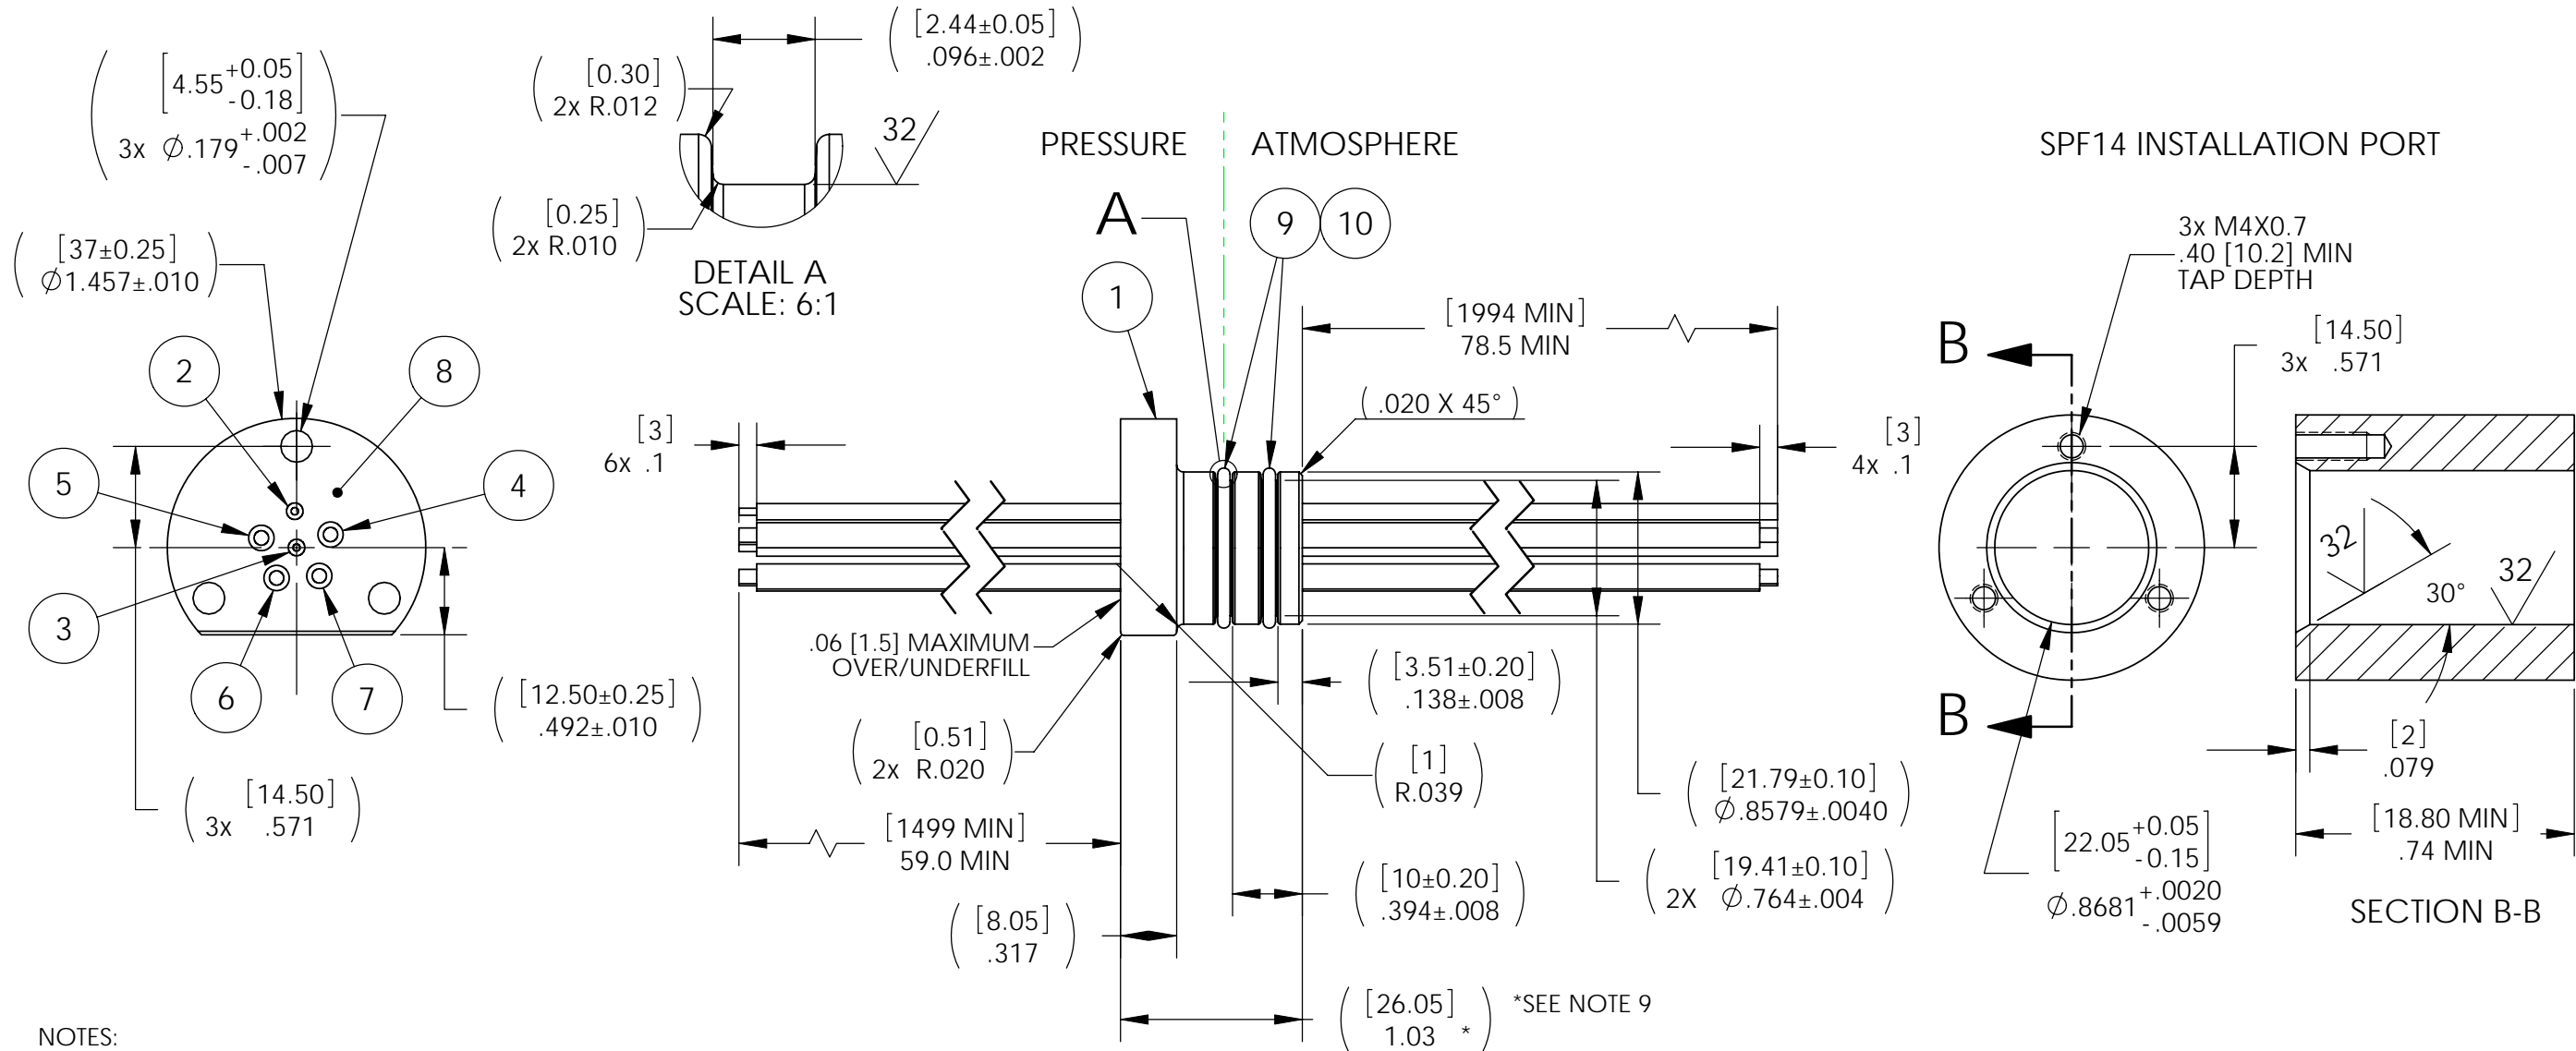 [4.55 +0.05 -0.18]
3x Ø.179 +.002 -.007
[37±0.25]
Ø1.457±.010
2
8
5
4
3
6
7
[12.50±0.25]
.492±.010
[14.50]
3x .571
[2.44±0.05]
.096±.002
[0.30]
2x R.012
32
[0.25]
2x R.010
DETAIL A
SCALE: 6:1
PRESSURE
ATMOSPHERE
A
9
10
1
[1994 MIN]
78.5 MIN
(.020 X 45°)
[3]
6x .1
[3]
4x .1
.06 [1.5] MAXIMUM
OVER/UNDERFILL
[3.51±0.20]
.138±.008
[0.51]
2x R.020
[1]
R.039
[21.79±0.10]
Ø.8579±.0040
[1499 MIN]
59.0 MIN
[19.41±0.10]
2X Ø.764±.004
[10±0.20]
.394±.008
[8.05]
.317
[26.05]
1.03 *
*SEE NOTE 9
SPF14 INSTALLATION PORT
3x M4X0.7
.40 [10.2] MIN
TAP DEPTH
[14.50]
3x .571
B
B
32
30°
32
[2]
.079
[18.80 MIN]
.74 MIN
[22.05 +0.05 -0.15]
Ø.8681 +.0020 -.0059
SECTION B-B
NOTES: